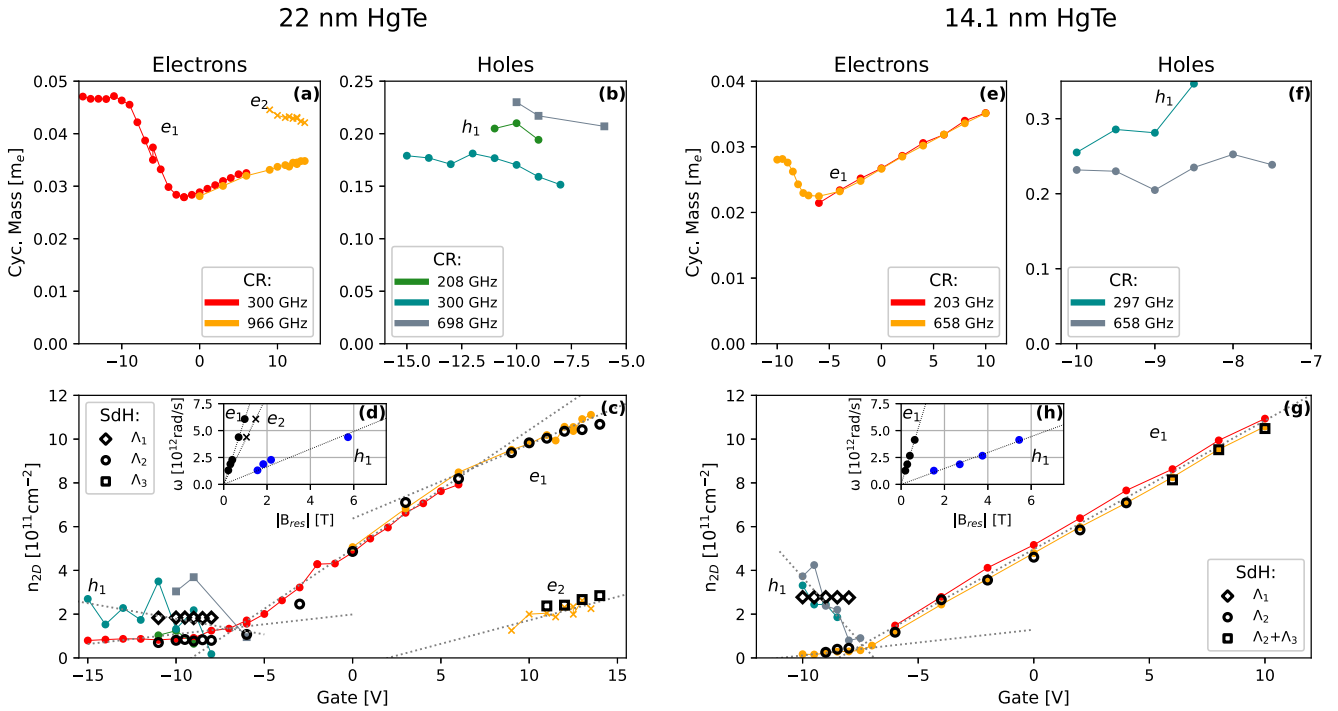 22 nm HgTe
14.1 nm HgTe
Electrons
Holes
Electrons
Holes
Cyc. Mass [mₑ]
0.05
0.04
0.03
0.02
0.01
0.00
(a)
e₂
e₁
CR:
300 GHz
966 GHz
−10
0
10
0.25
0.20
0.15
0.10
0.05
0.00
(b)
h₁
CR:
208 GHz
300 GHz
698 GHz
−15.0
−12.5
−10.0
−7.5
−5.0
Cyc. Mass [mₑ]
0.05
0.04
0.03
0.02
0.01
0.00
(e)
e₁
CR:
203 GHz
658 GHz
−10
−5
0
5
10
0.3
0.2
0.1
0.0
(f)
h₁
CR:
297 GHz
658 GHz
−10
−9
−8
−7
n₂D [10¹¹cm⁻²]
12
10
8
6
4
2
0
SdH:
Λ₁
Λ₂
Λ₃
(c)
e₁
e₂
h₁
ω [10¹²rad/s]
7.5
5.0
2.5
0.0
(d)
e₁
e₂
h₁
0
2
4
6
|Bres| [T]
−15
−10
−5
0
5
10
15
Gate [V]
n₂D [10¹¹cm⁻²]
12
10
8
6
4
2
0
(g)
e₁
h₁
ω [10¹²rad/s]
7.5
5.0
2.5
0.0
(h)
e₁
h₁
0
2
4
6
|Bres| [T]
SdH:
Λ₁
Λ₂
Λ₂+Λ₃
−10
−5
0
5
10
Gate [V]